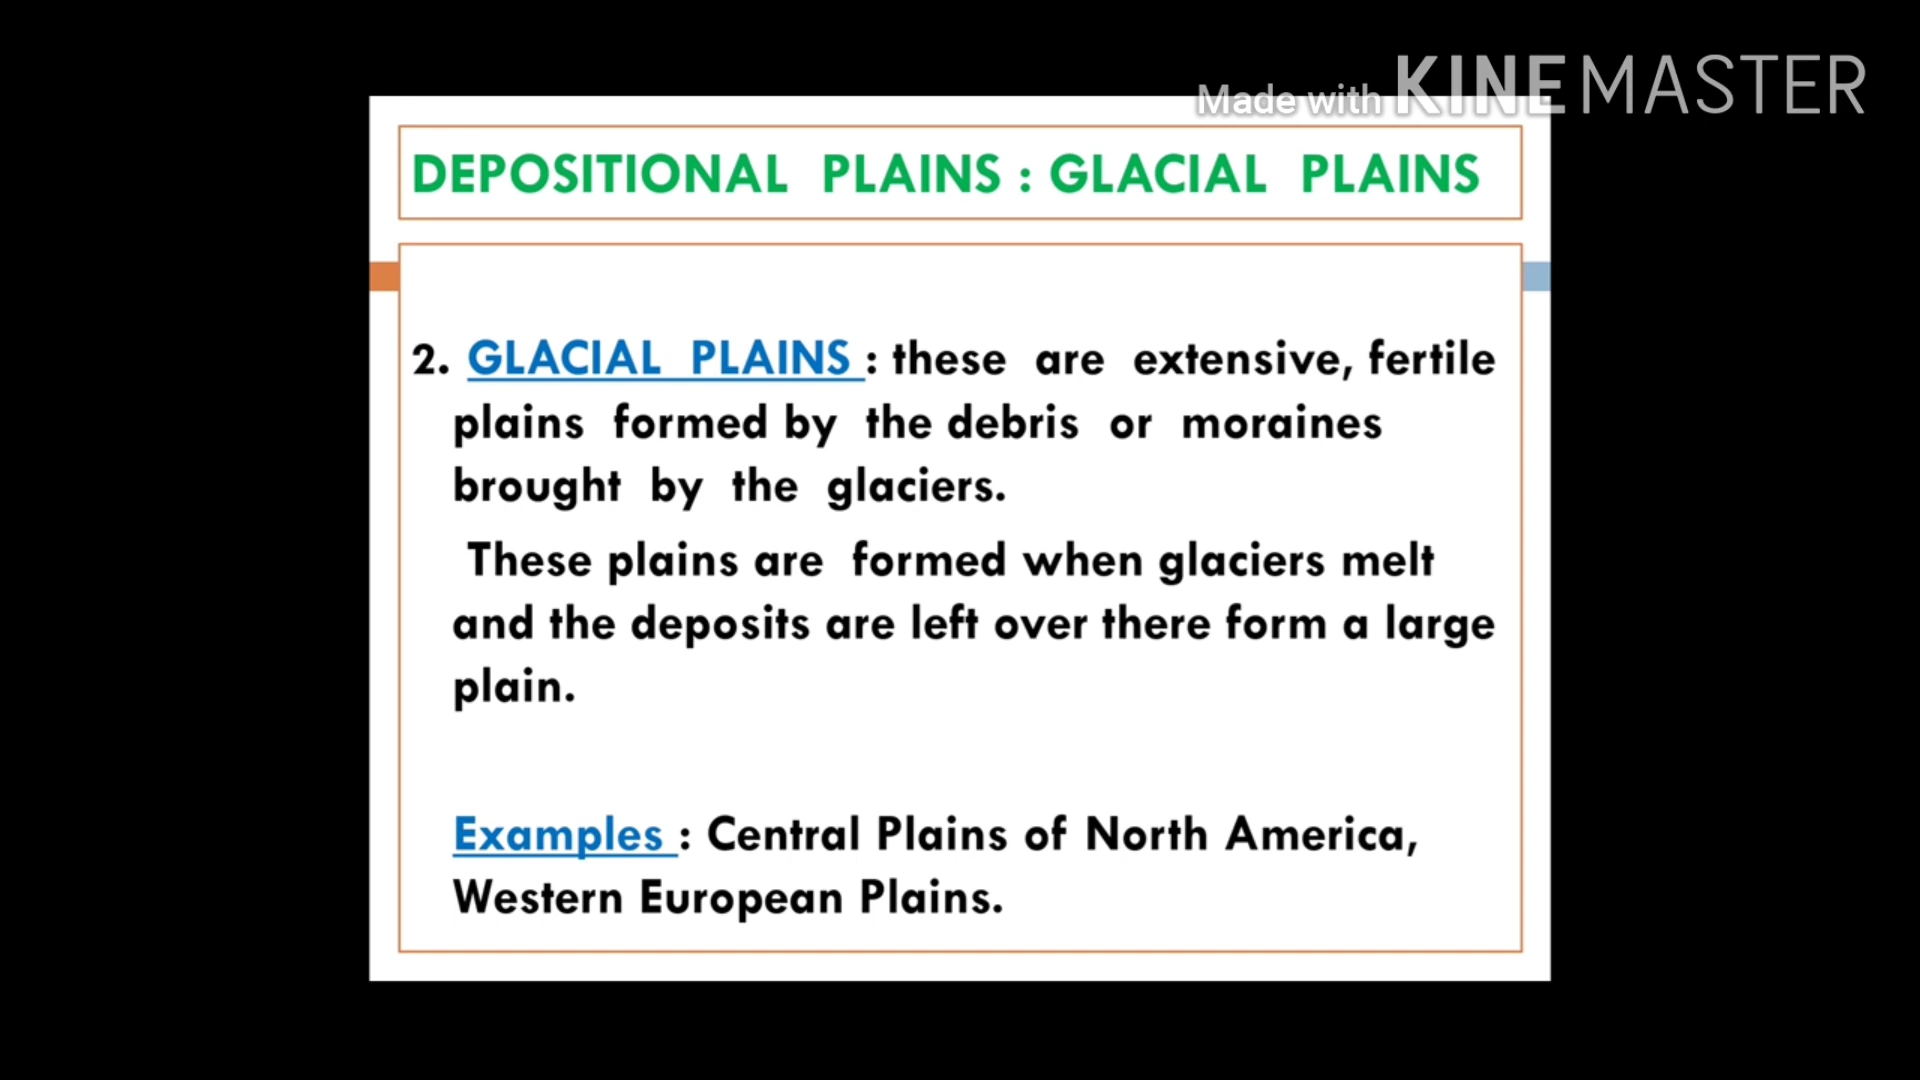 Made with KINEMASTER
DEPOSITIONAL PLAINS : GLACIAL PLAINS
2. GLACIAL PLAINS : these are extensive, fertile
plains formed by the debris or moraines
brought by the glaciers.
These plains are formed when glaciers melt
and the deposits are left over there form a large
plain.
Examples : Central Plains of North America,
Western European Plains.